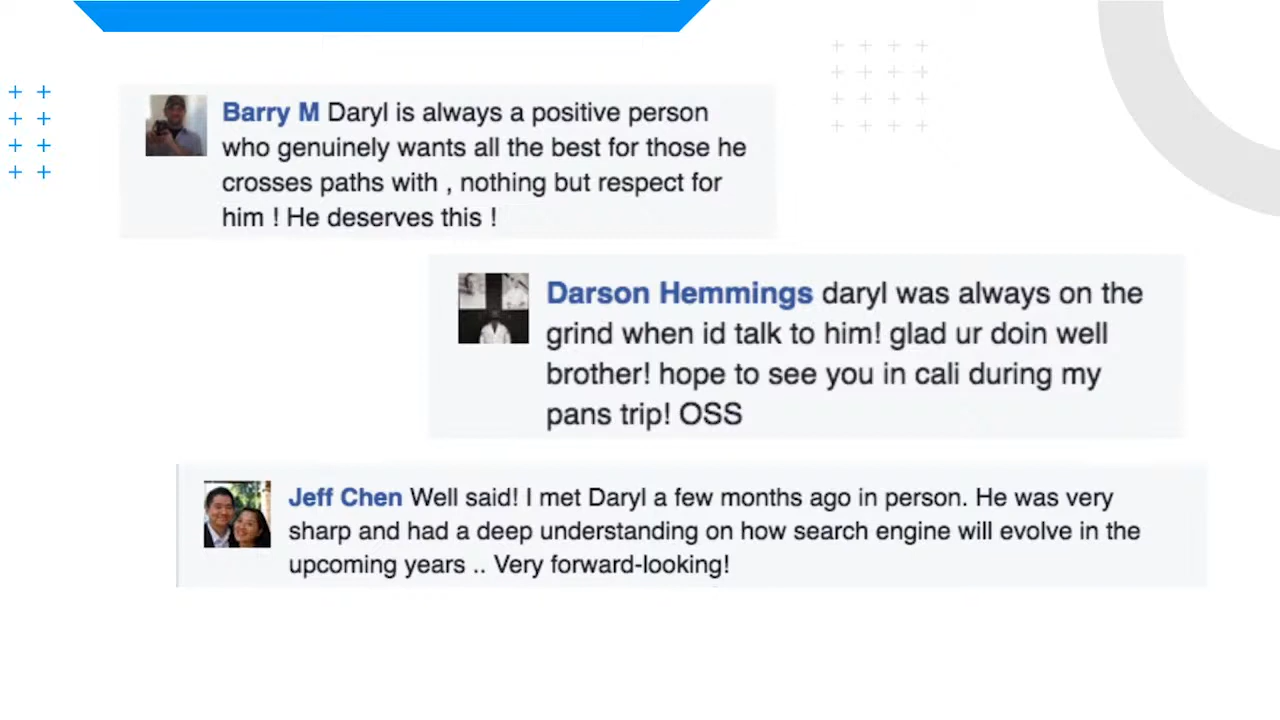 Barry M Daryl is always a positive person
who genuinely wants all the best for those he
crosses paths with , nothing but respect for
him ! He deserves this !
Darson Hemmings daryl was always on the
grind when id talk to him! glad ur doin well
brother! hope to see you in cali during my
pans trip! OSS
Jeff Chen Well said! I met Daryl a few months ago in person. He was very
sharp and had a deep understanding on how search engine will evolve in the
upcoming years .. Very forward-looking!